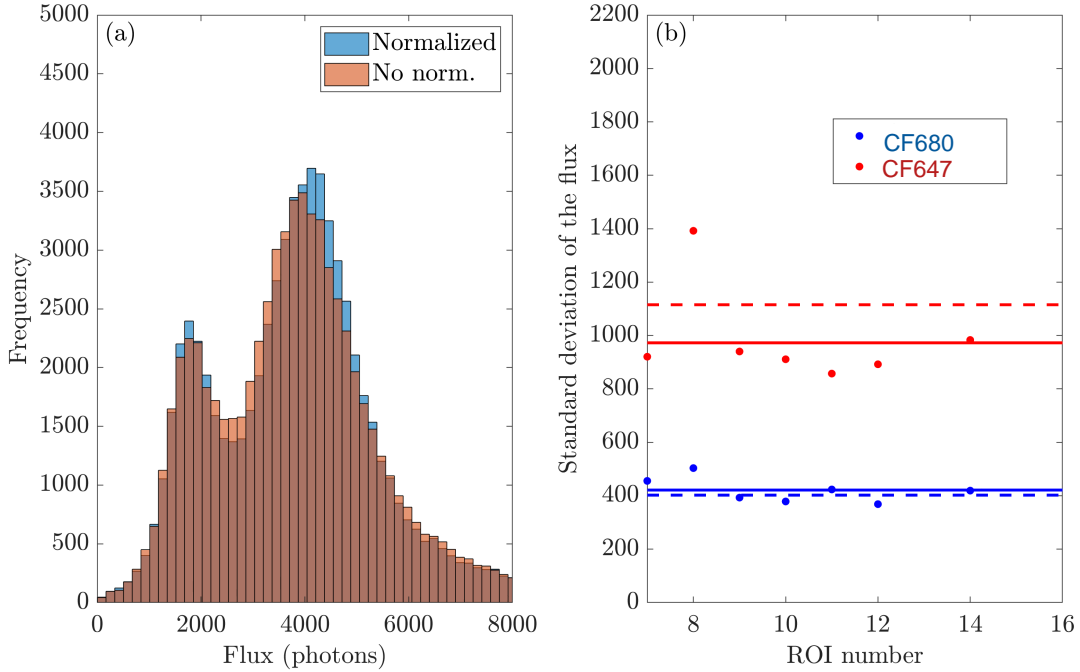 (a)
Normalized
No norm.
5000
4500
4000
3500
3000
2500
2000
1500
1000
500
0
Frequency
0 2000 4000 6000 8000
Flux (photons)
(b)
CF680
CF647
2200
2000
1800
1600
1400
1200
1000
800
600
400
200
0
Standard deviation of the flux
8 10 12 14 16
ROI number